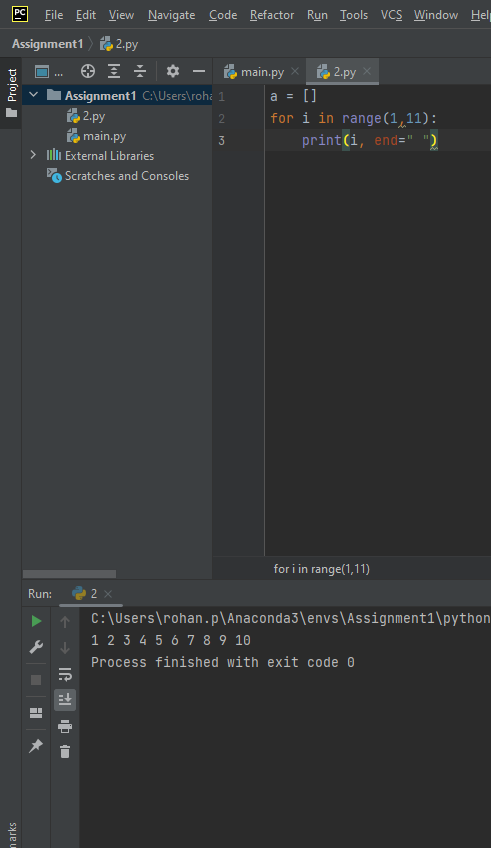 PC File Edit View Navigate Code Refactor Run Tools VCS Window Help
Assignment1 2.py
Project
...
main.py 2.py
Assignment1 C:\Users\roha
2.py
main.py
External Libraries
Scratches and Consoles
1 a = []
2 for i in range(1,11):
3 print(i, end=" ")
for i in range(1,11)
Run: 2
C:\Users\rohan.p\Anaconda3\envs\Assignment1\python
1 2 3 4 5 6 7 8 9 10
Process finished with exit code 0
marks